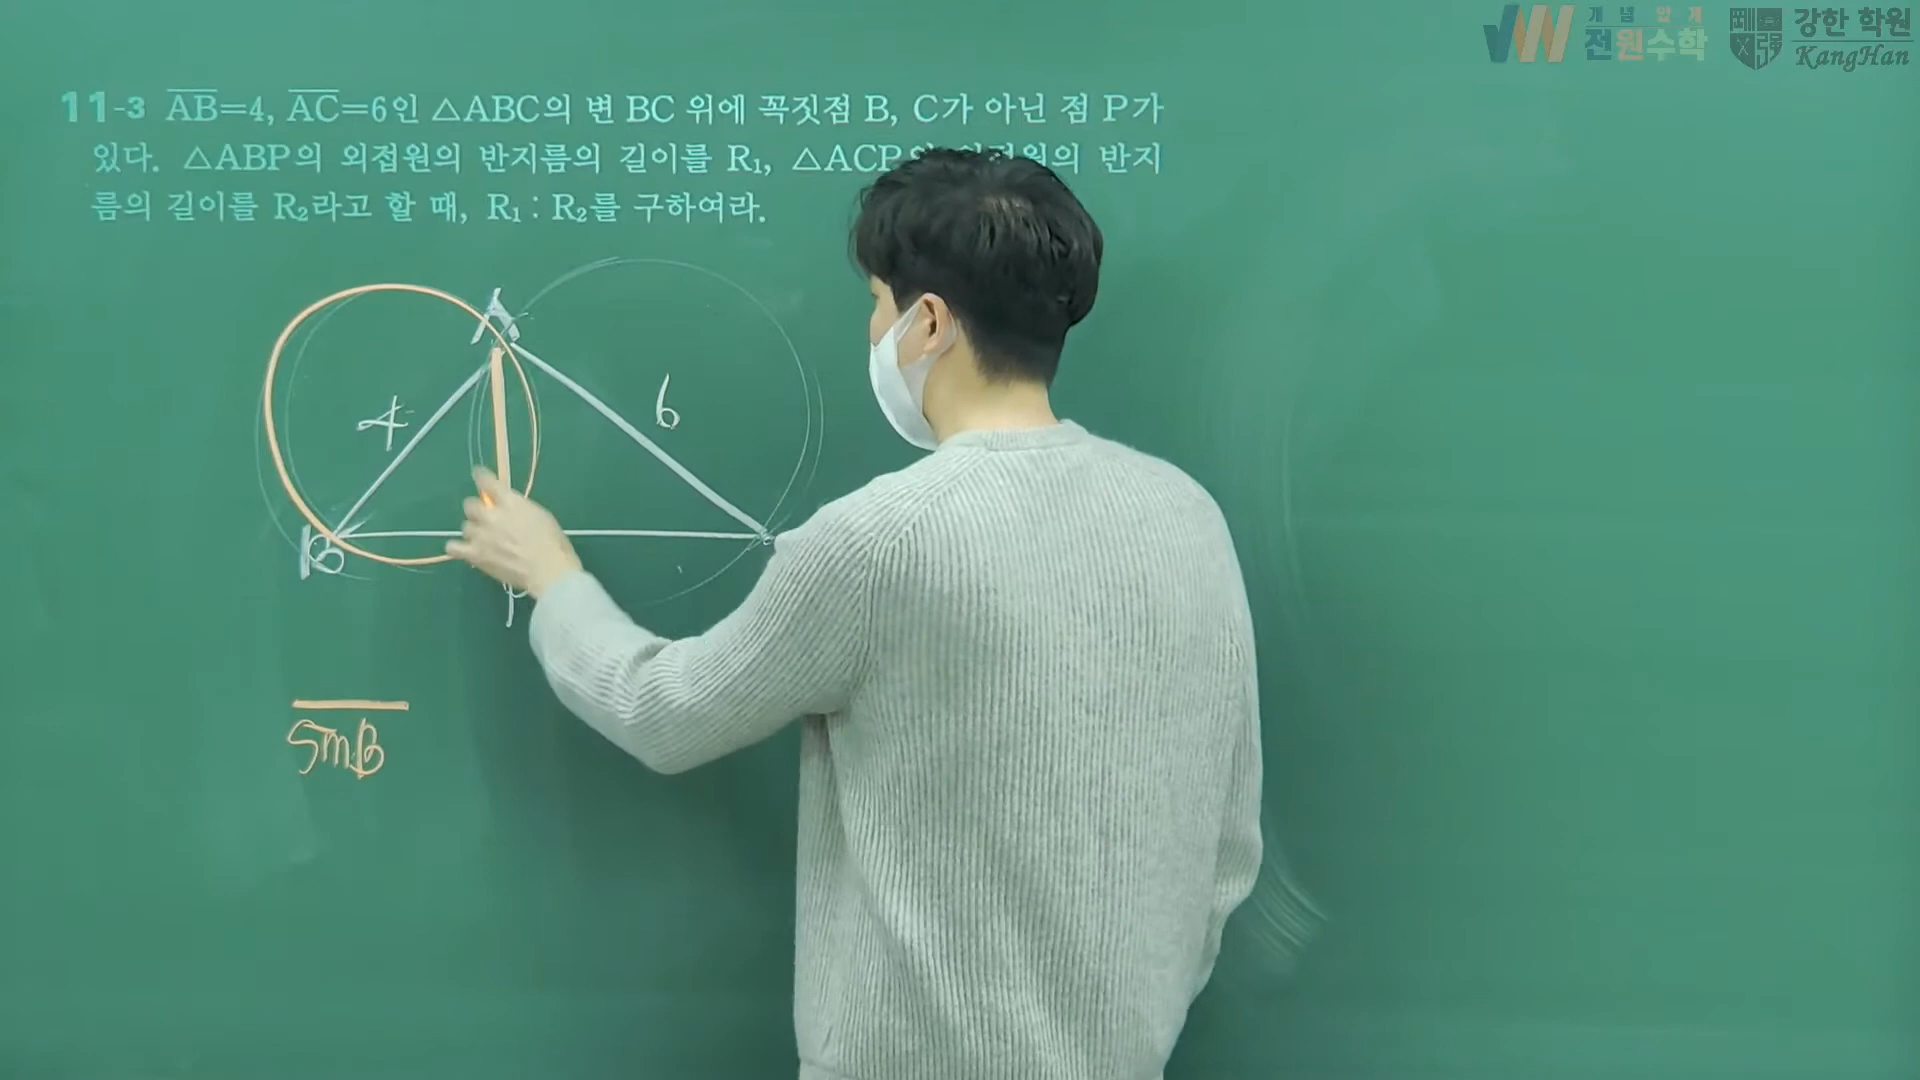 개념앞게
전원수학
강한 학원
KangHan
11-3 AB=4, AC=6인 △ABC의 변 BC 위에 꼭짓점 B, C가 아닌 점 P가
있다. △ABP의 외접원의 반지름의 길이를 R₁, △ACP의 외접원의 반지
름의 길이를 R₂라고 할 때, R₁ : R₂를 구하여라.
A
4
6
B
P
sinB